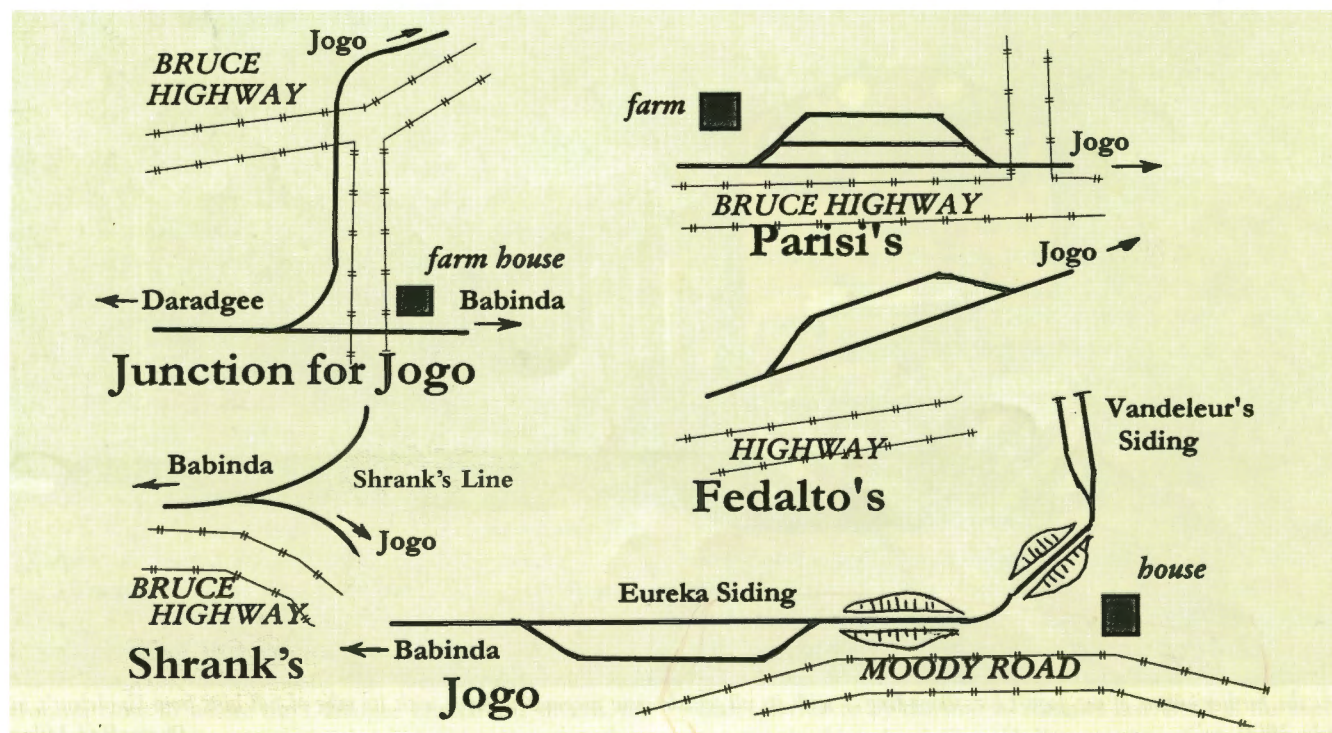 Jogo
BRUCE
HIGHWAY
farm house
Daradgee
Babinda
Junction for Jogo
farm
Jogo
BRUCE HIGHWAY
Parisi's
Jogo
HIGHWAY
Fedalto's
Babinda
Shrank's Line
Jogo
BRUCE
HIGHWAY
Shrank's
Vandeleur's
Siding
Eureka Siding
house
Babinda
MOODY ROAD
Jogo